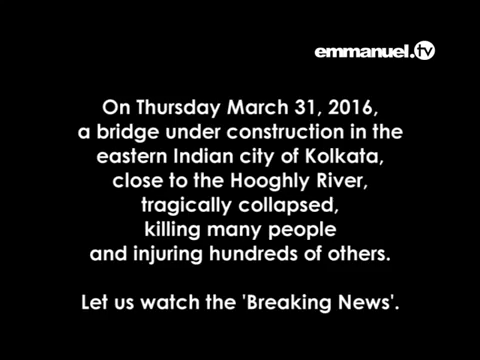 emmanuel.tv
On Thursday March 31, 2016,
a bridge under construction in the
eastern Indian city of Kolkata,
close to the Hooghly River,
tragically collapsed,
killing many people
and injuring hundreds of others.
Let us watch the 'Breaking News'.